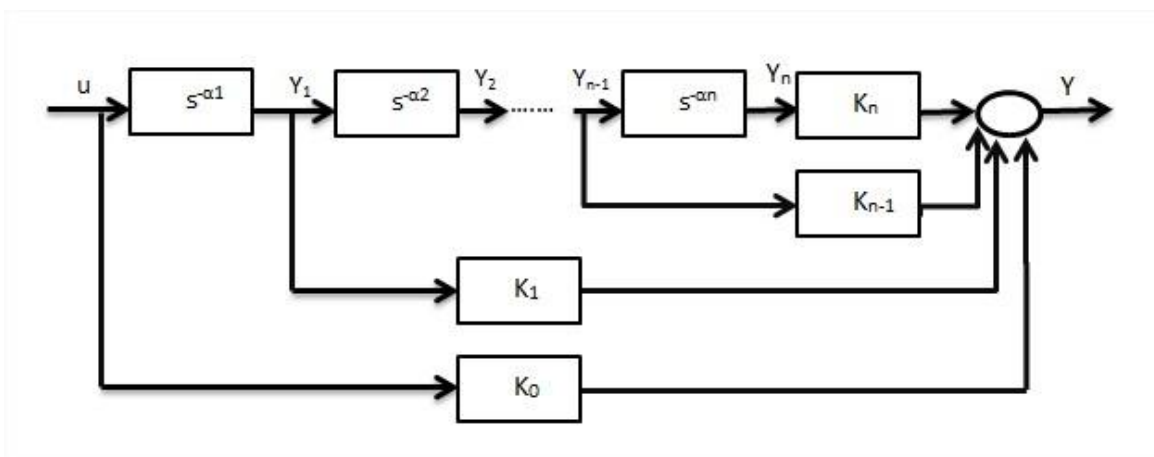 u
s-α1
Y1
s-α2
Y2
......
Yn-1
s-αn
Yn
Kn
Y
Kn-1
K1
K0